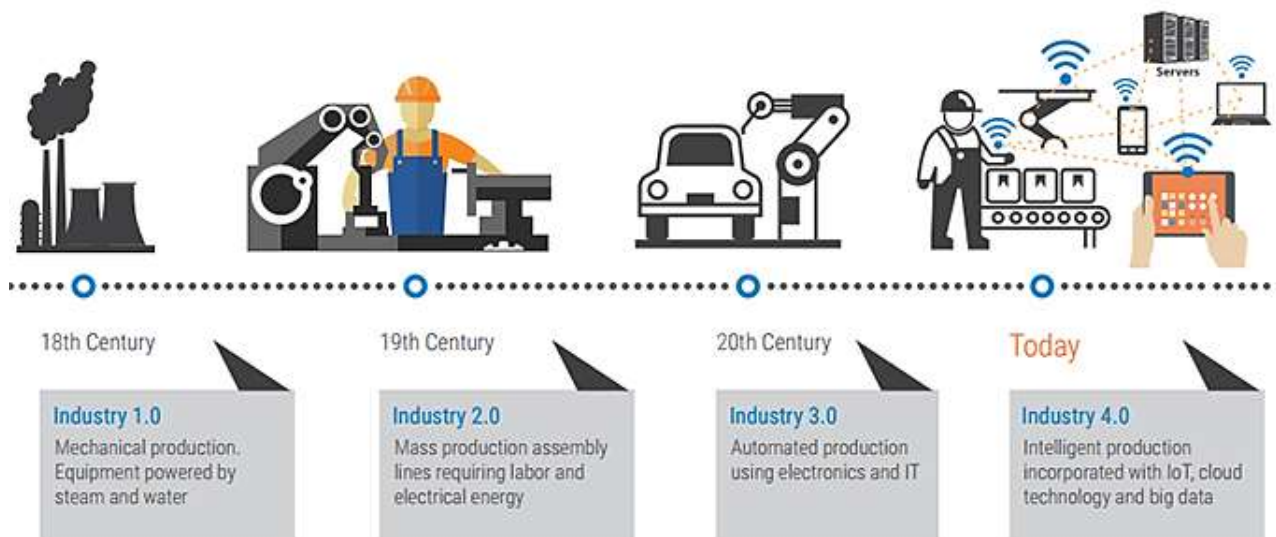 Servers
18th Century
19th Century
20th Century
Today
Industry 1.0
Mechanical production.
Equipment powered by
steam and water
Industry 2.0
Mass production assembly
lines requiring labor and
electrical energy
Industry 3.0
Automated production
using electronics and IT
Industry 4.0
Intelligent production
incorporated with IoT, cloud
technology and big data